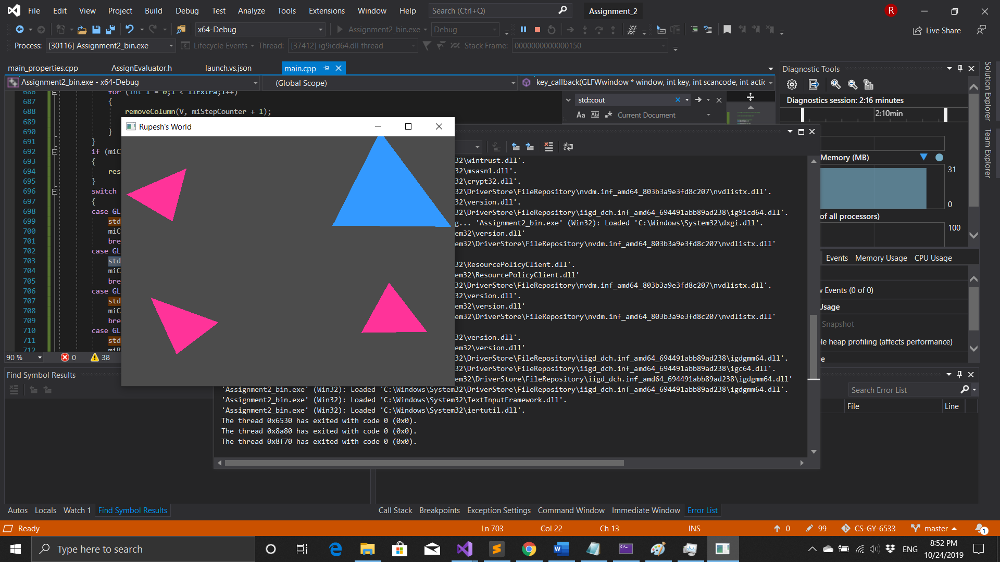 File Edit View Project Build Debug Test Analyze Tools Extensions Window Help Search (Ctrl+Q) Assignment_2 R
x64-Debug Assignment2_bin.exe Debug Live Share
Process: [30116] Assignment2_bin.exe Lifecycle Events Thread: [37412] ig9icd64.dll thread Stack Frame: 0000000000000150
main_properties.cpp AssignEvaluator.h launch.vs.json main.cpp
Assignment2_bin.exe - x64-Debug (Global Scope) key_callback(GLFWwindow * window, int key, int scancode, int actic
686
687 {
688 removeColumn(V, miStepCounter + 1);
689
690 }
691 }
692 if (miC
693 {
694 res
695 }
696 switch
697 {
698 case GL
699 std
700 miC
701 bre
702 case GL
703 std
704 miC
705 bre
706 case GL
707 std
708 miC
709 bre
710 case GL
711 std
712 miR
std::cout
Aa Current Document
Rupesh's World
32\wintrust.dll'.
32\msasn1.dll'.
32\crypt32.dll'.
32\DriverStore\FileRepository\nvdm.inf_amd64_803b3a9e3fd8c207\nvdlistx.dll'.
32\version.dll'.
32\DriverStore\FileRepository\iigd_dch.inf_amd64_694491abb89ad238\ig9icd64.dll'.
g... 'Assignment2_bin.exe' (Win32): Loaded 'C:\Windows\System32\dxgi.dll'.
em32\version.dll'
em32\DriverStore\FileRepository\nvdm.inf_amd64_803b3a9e3fd8c207\nvdlistx.dll'
32\ResourcePolicyClient.dll'.
em32\ResourcePolicyClient.dll'
32\DriverStore\FileRepository\nvdm.inf_amd64_803b3a9e3fd8c207\nvdlistx.dll'.
32\version.dll'.
em32\version.dll'
em32\DriverStore\FileRepository\nvdm.inf_amd64_803b3a9e3fd8c207\nvdlistx.dll'
32\version.dll'.
em32\version.dll'
32\DriverStore\FileRepository\iigd_dch.inf_amd64_694491abb89ad238\igdgmm64.dll'.
32\DriverStore\FileRepository\iigd_dch.inf_amd64_694491abb89ad238\igc64.dll'.
em32\DriverStore\FileRepository\iigd_dch.inf_amd64_694491abb89ad238\igdgmm64.dll'
'Assignment2_bin.exe' (Win32): Loaded 'C:\Windows\System32\DriverStore\FileRepository\iigd_dch.inf_amd64_694491abb89ad238\igdgmm64.dll'.
'Assignment2_bin.exe' (Win32): Loaded 'C:\Windows\System32\TextInputFramework.dll'.
'Assignment2_bin.exe' (Win32): Loaded 'C:\Windows\System32\iertutil.dll'.
The thread 0x6530 has exited with code 0 (0x0).
The thread 0x8a80 has exited with code 0 (0x0).
The thread 0x8f70 has exited with code 0 (0x0).
Diagnostic Tools
Diagnostics session: 2:16 minutes
2:10min
Memory (MB)
31
0
of all processors)
100
Events Memory Usage CPU Usage
w Events (0 of 0)
Usage
Snapshot
le heap profiling (affects performance)
e
Solution Explorer
Team Explorer
90 % 0 38
Find Symbol Results
Search Error List
File Line
Autos Locals Watch 1 Find Symbol Results
Call Stack Breakpoints Exception Settings Command Window Immediate Window Error List
Ready Ln 703 Col 22 Ch 13 INS 0 99 CS-GY-6533 master 1
Type here to search
ENG 8:52 PM
10/24/2019